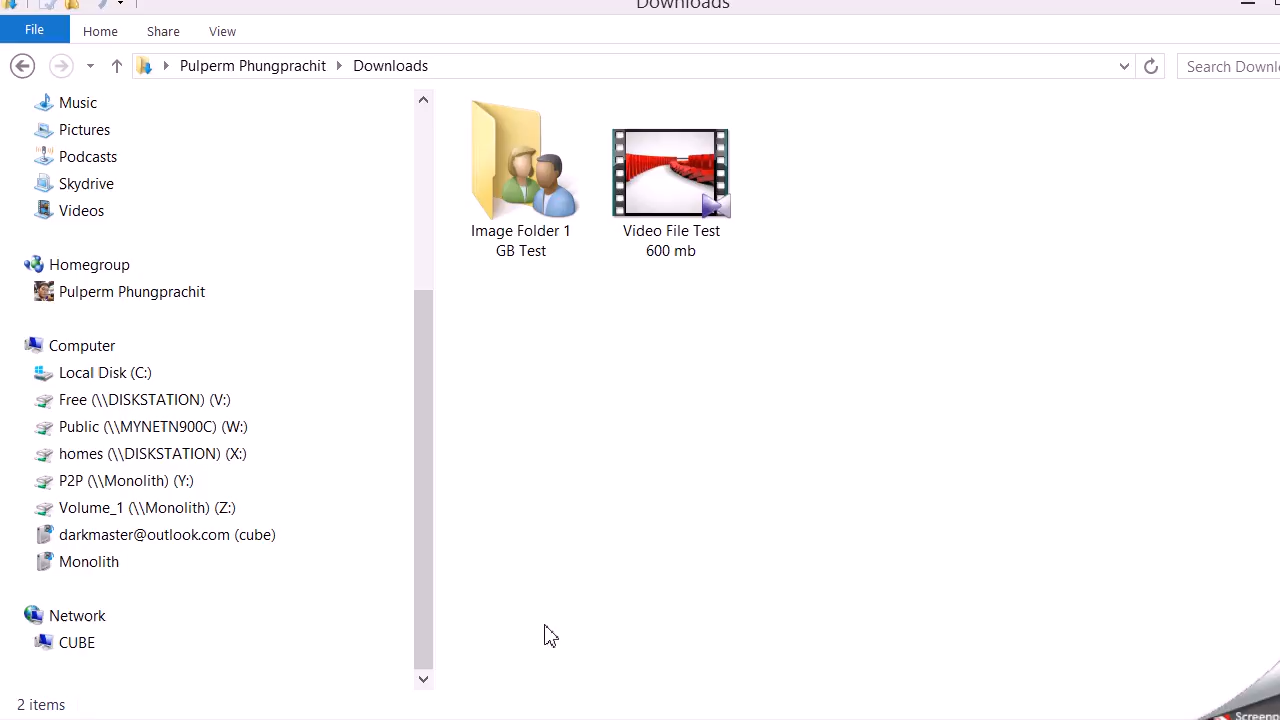 Downloads
File
Home
Share
View
Pulperm Phungprachit
Downloads
Search Downl
Music
Pictures
Podcasts
Skydrive
Videos
Homegroup
Pulperm Phungprachit
Computer
Local Disk (C:)
Free (\\DISKSTATION) (V:)
Public (\\MYNETN900C) (W:)
homes (\\DISKSTATION) (X:)
P2P (\\Monolith) (Y:)
Volume_1 (\\Monolith) (Z:)
darkmaster@outlook.com (cube)
Monolith
Network
CUBE
Image Folder 1
GB Test
Video File Test
600 mb
2 items